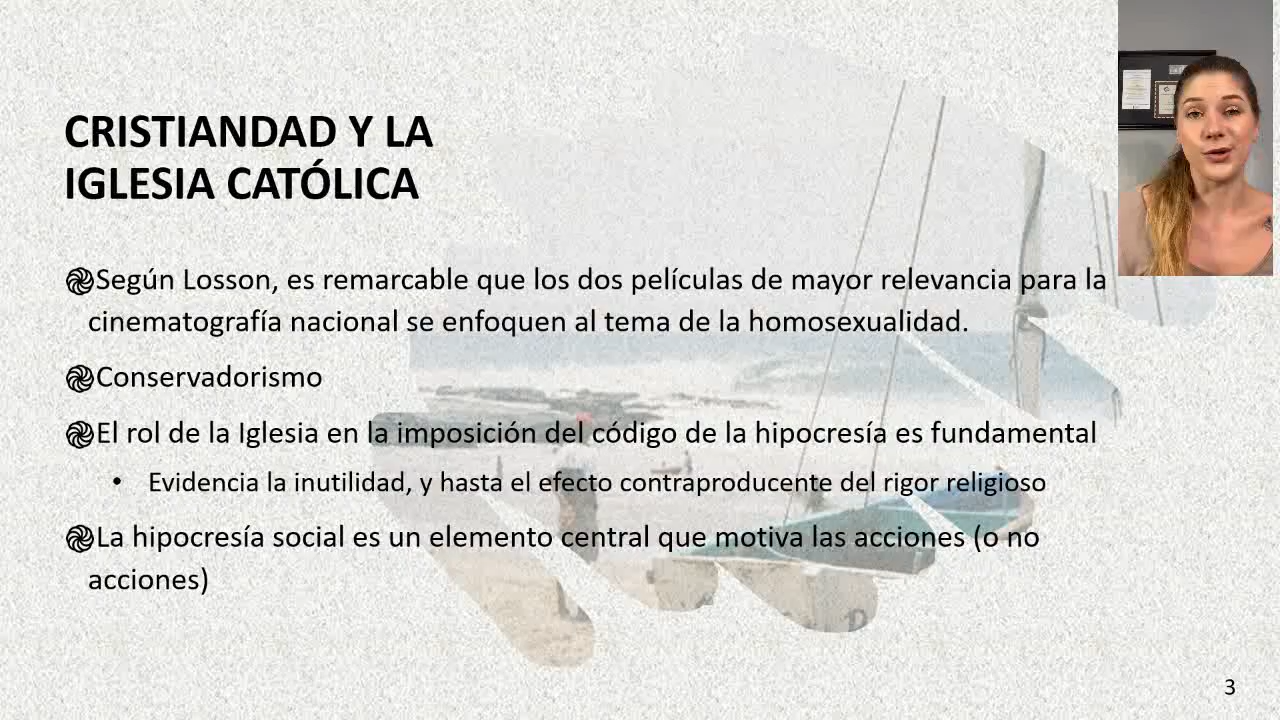 CRISTIANDAD Y LA
IGLESIA CATÓLICA
Según Losson, es remarcable que los dos películas de mayor relevancia para la
cinematografía nacional se enfoquen al tema de la homosexualidad.
Conservadorismo
El rol de la Iglesia en la imposición del código de la hipocresía es fundamental
• Evidencia la inutilidad, y hasta el efecto contraproducente del rigor religioso
La hipocresía social es un elemento central que motiva las acciones (o no
acciones)
3